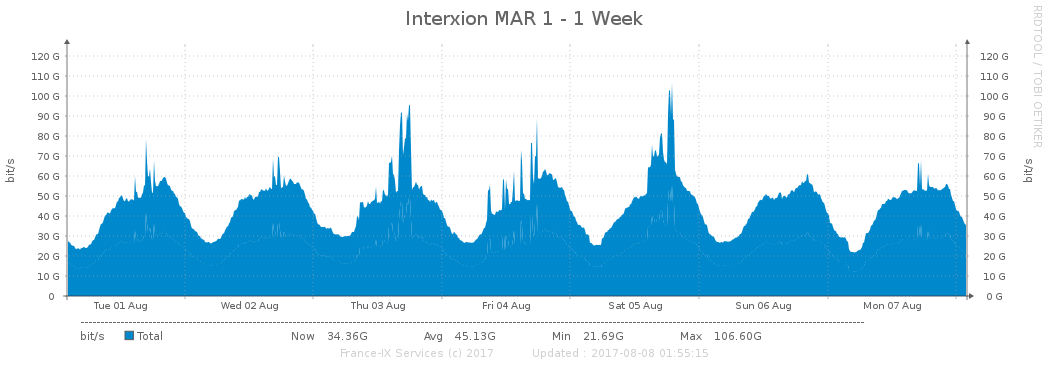 Interxion MAR 1 - 1 Week
RRDTOOL / TOBI OETIKER
bit/s
120 G 120 G
110 G 110 G
100 G 100 G
90 G 90 G
80 G 80 G
70 G 70 G
60 G 60 G
50 G 50 G
40 G 40 G
30 G 30 G
20 G 20 G
10 G 10 G
0 0 G
bit/s
Tue 01 Aug Wed 02 Aug Thu 03 Aug Fri 04 Aug Sat 05 Aug Sun 06 Aug Mon 07 Aug
bit/s Total Now 34.36G Avg 45.13G Min 21.69G Max 106.60G
France-IX Services (c) 2017 Updated : 2017-08-08 01:55:15